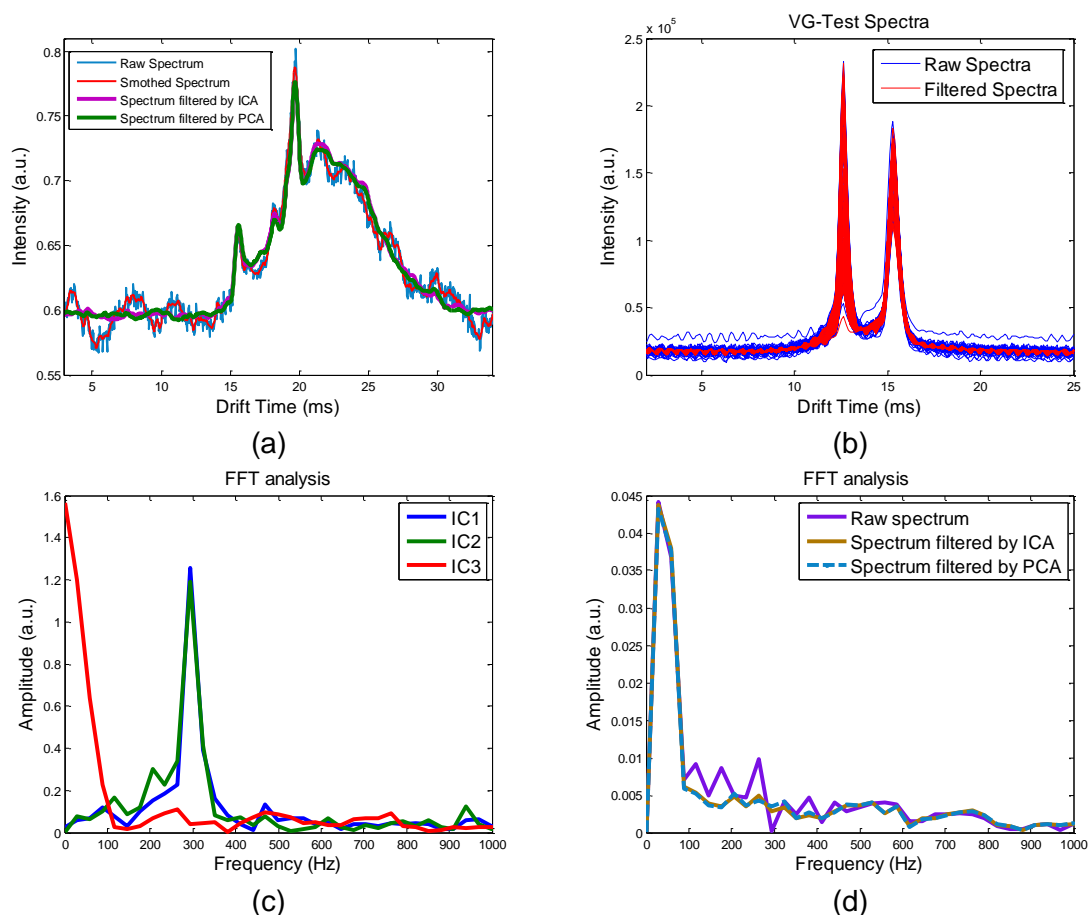 0.8
0.75
0.7
0.65
0.6
0.55
Intensity (a.u.)
Raw Spectrum
Smothed Spectrum
Spectrum filtered by ICA
Spectrum filtered by PCA
5 10 15 20 25 30
Drift Time (ms)
(a)
VG-Test Spectra
x 10^5
2.5
2
1.5
1
0.5
0
Intensity (a.u.)
Raw Spectra
Filtered Spectra
5 10 15 20 25
Drift Time (ms)
(b)
FFT analysis
1.6
1.4
1.2
1
0.8
0.6
0.4
0.2
0
Amplitude (a.u.)
IC1
IC2
IC3
0 100 200 300 400 500 600 700 800 900 1000
Frequency (Hz)
(c)
FFT analysis
0.045
0.04
0.035
0.03
0.025
0.02
0.015
0.01
0.005
0
Amplitude (a.u.)
Raw spectrum
Spectrum filtered by ICA
Spectrum filtered by PCA
0 100 200 300 400 500 600 700 800 900 1000
Frequency (Hz)
(d)